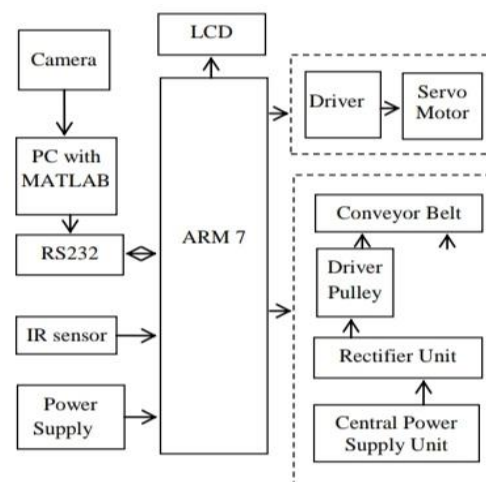 LCD
Camera
Driver
Servo
Motor
PC with
MATLAB
ARM 7
Conveyor Belt
RS232
Driver
Pulley
IR sensor
Rectifier Unit
Power
Supply
Central Power
Supply Unit